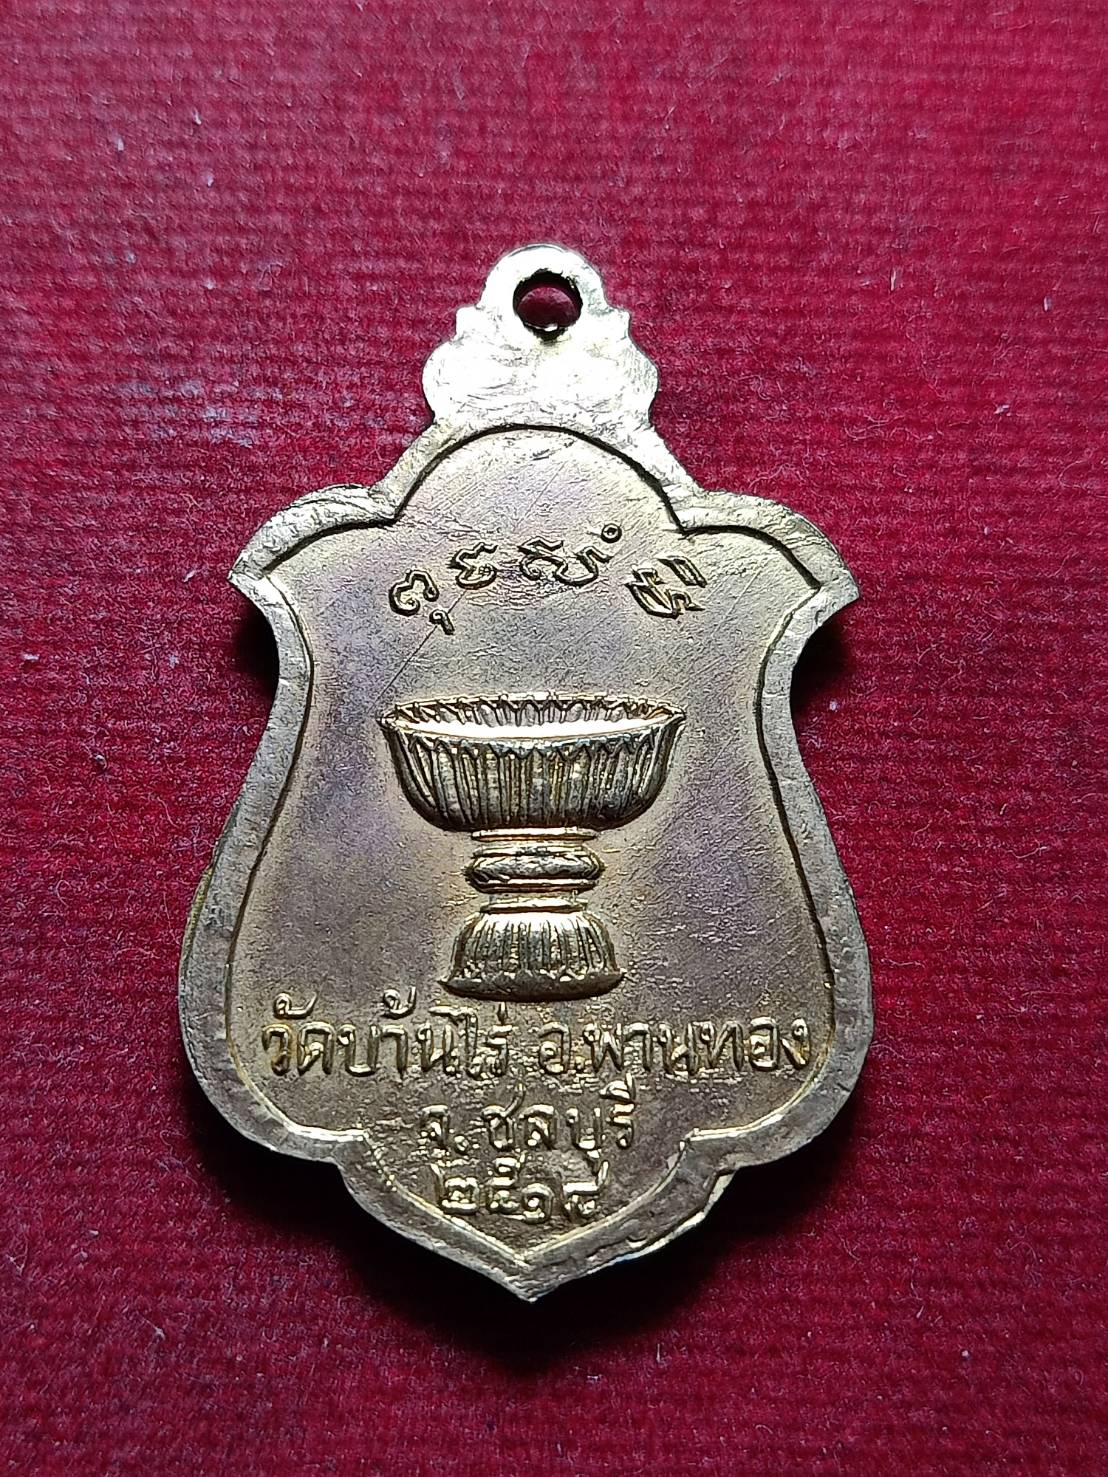 วัดบ้านไร่ อ.พานทอง
จ.ชลบุรี
๒๕๑๘